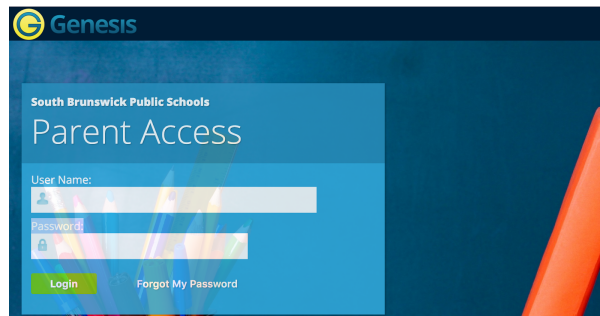 Genesis
South Brunswick Public Schools
Parent Access
User Name:
Password:
Login Forgot My Password